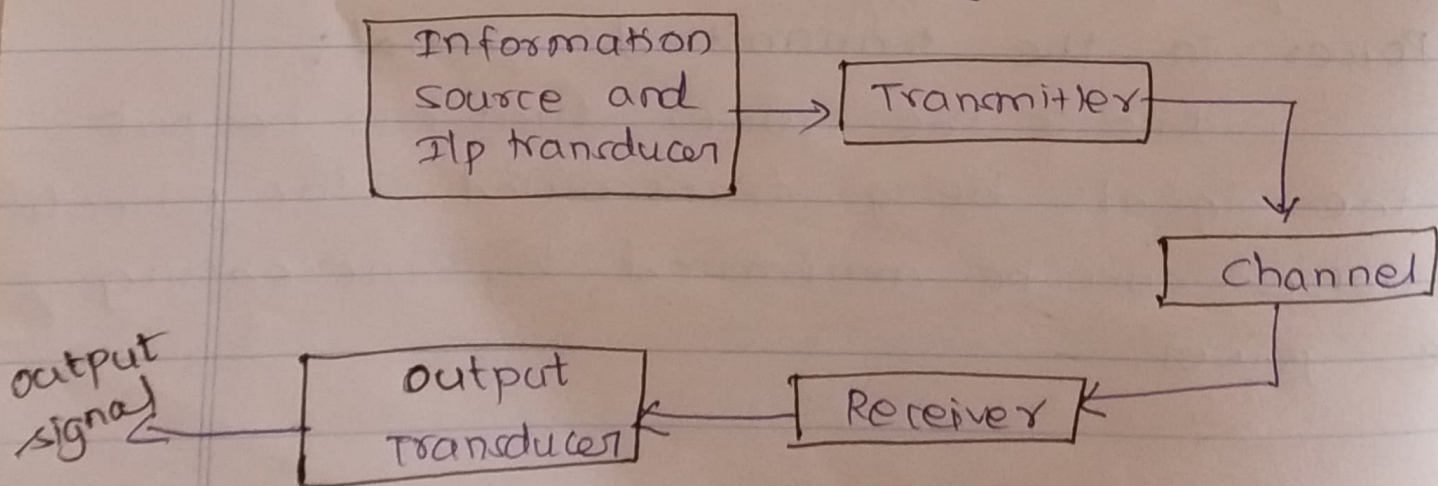 Information
source and
I/p transducer
Transmitter
Channel
Receiver
output
Transducer
output
signal